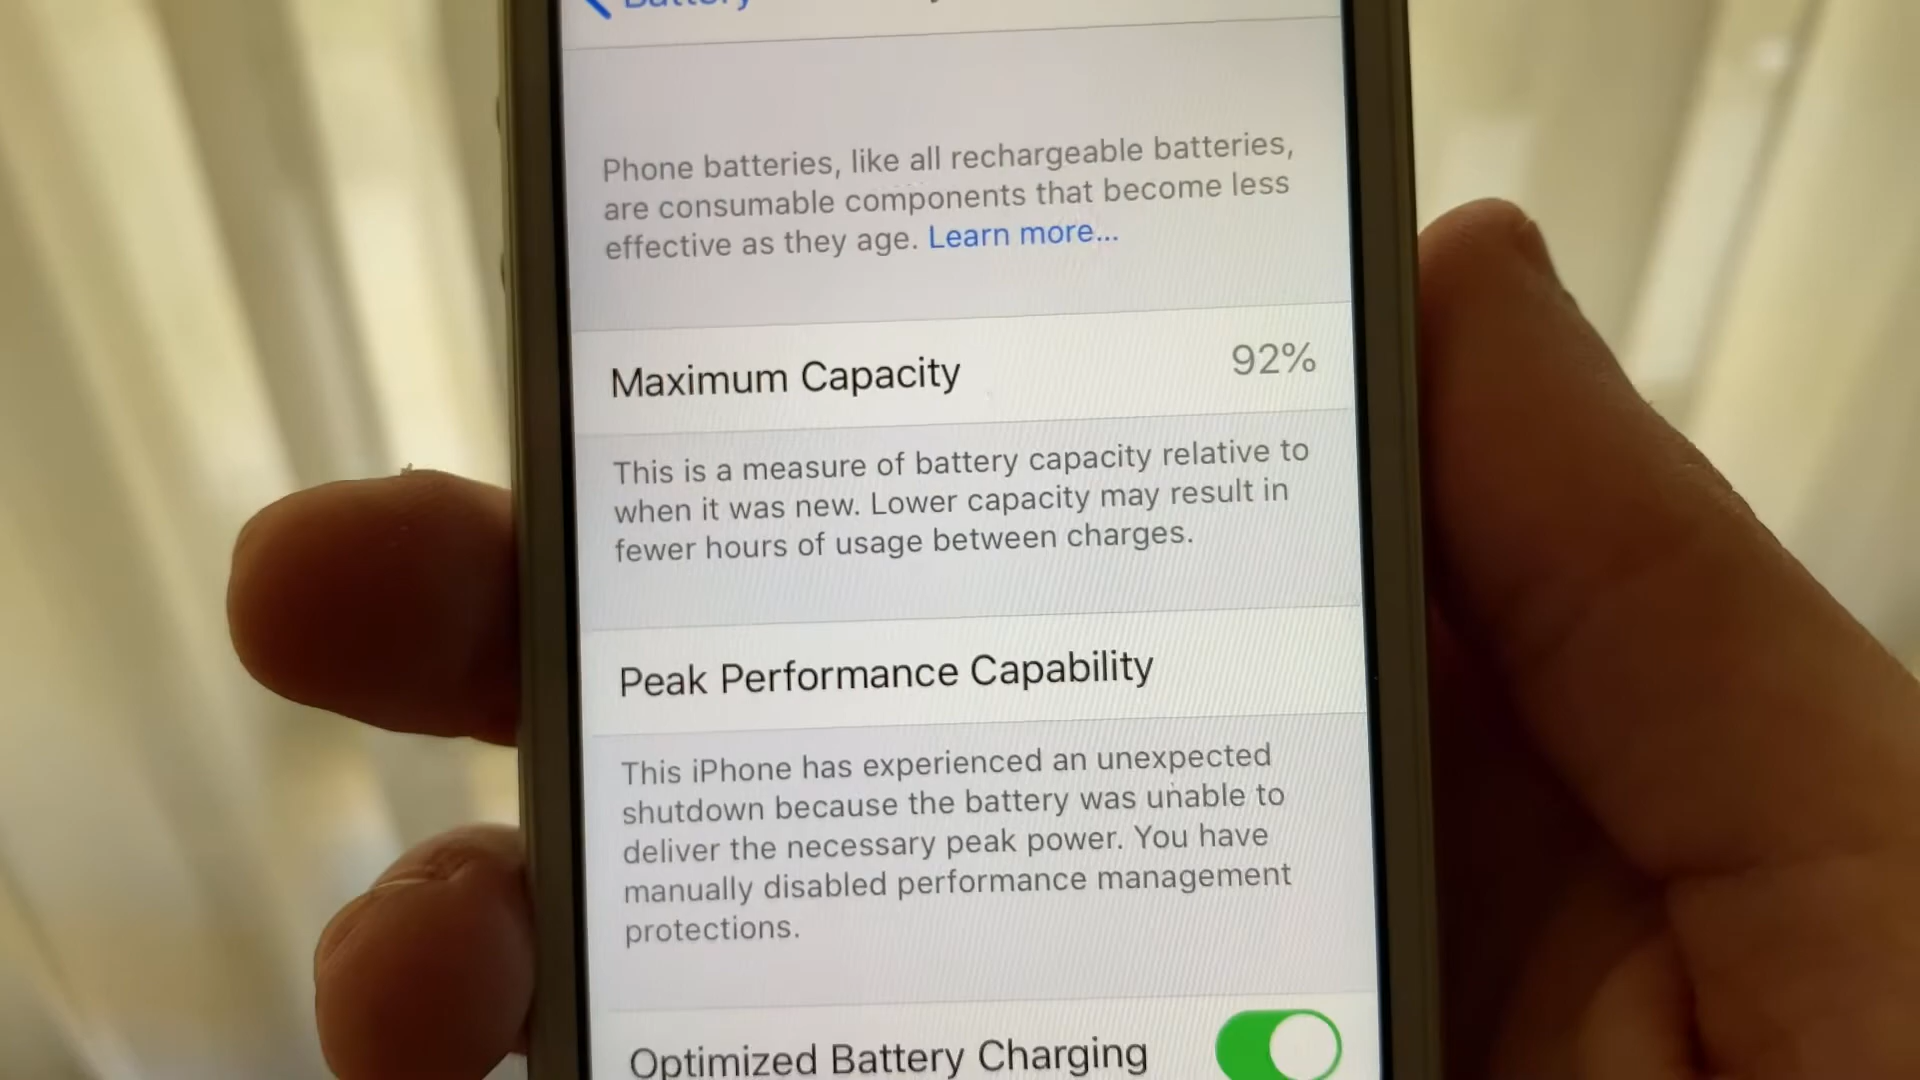 Battery
Phone batteries, like all rechargeable batteries,
are consumable components that become less
effective as they age. Learn more...
Maximum Capacity 92%
This is a measure of battery capacity relative to
when it was new. Lower capacity may result in
fewer hours of usage between charges.
Peak Performance Capability
This iPhone has experienced an unexpected
shutdown because the battery was unable to
deliver the necessary peak power. You have
manually disabled performance management
protections.
Optimized Battery Charging